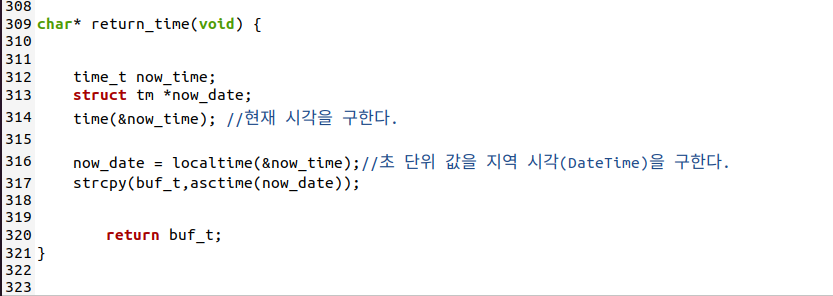 308
309 char* return_time(void) {
310
311
312     time_t now_time;
313     struct tm *now_date;
314     time(&now_time); //현재 시각을 구한다.
315
316     now_date = localtime(&now_time);//초 단위 값을 지역 시각(DateTime)을 구한다.
317     strcpy(buf_t,asctime(now_date));
318
319
320         return buf_t;
321 }
322
323